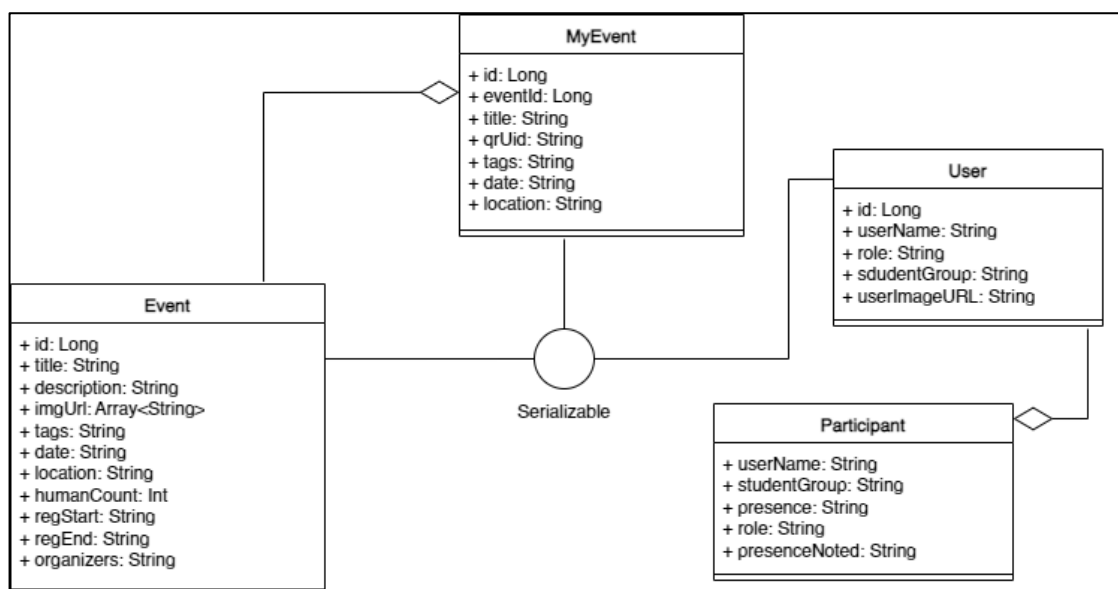 MyEvent
+ id: Long
+ eventId: Long
+ title: String
+ qrUid: String
+ tags: String
+ date: String
+ location: String
User
+ id: Long
+ userName: String
+ role: String
+ sdudentGroup: String
+ userImageURL: String
Event
+ id: Long
+ title: String
+ description: String
+ imgUrl: Array<String>
+ tags: String
+ date: String
+ location: String
+ humanCount: Int
+ regStart: String
+ regEnd: String
+ organizers: String
Serializable
Participant
+ userName: String
+ studentGroup: String
+ presence: String
+ role: String
+ presenceNoted: String